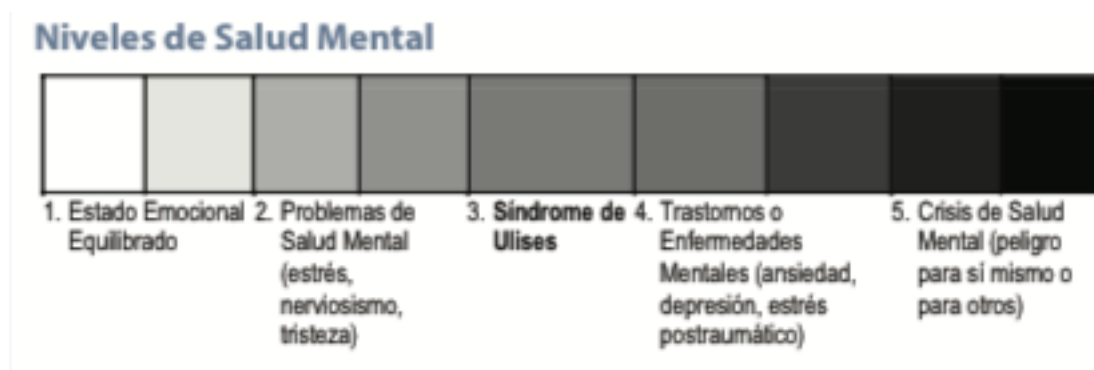 Niveles de Salud Mental
1. Estado Emocional
Equilibrado
2. Problemas de
Salud Mental
(estrés,
nerviosismo,
tristeza)
3. Síndrome de
Ulises
4. Trastornos o
Enfermedades
Mentales (ansiedad,
depresión, estrés
postraumático)
5. Crisis de Salud
Mental (peligro
para sí mismo o
para otros)